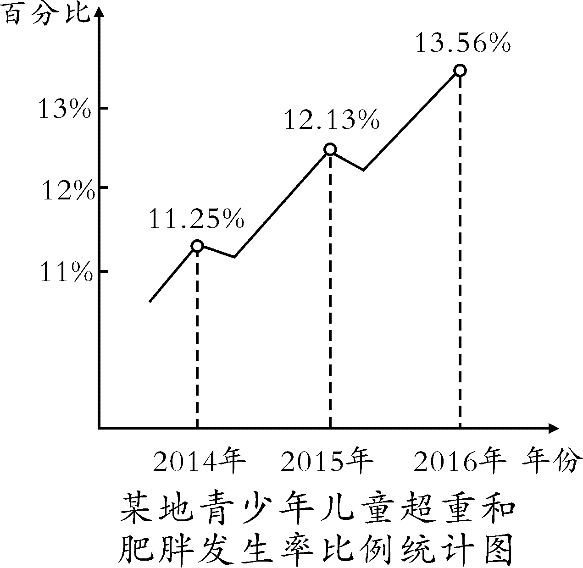 百分比
13.56%
13%
12.13%
12%
11.25%
11%
2014年 2015年 2016年 年份
某地青少年儿童超重和
肥胖发生率比例统计图